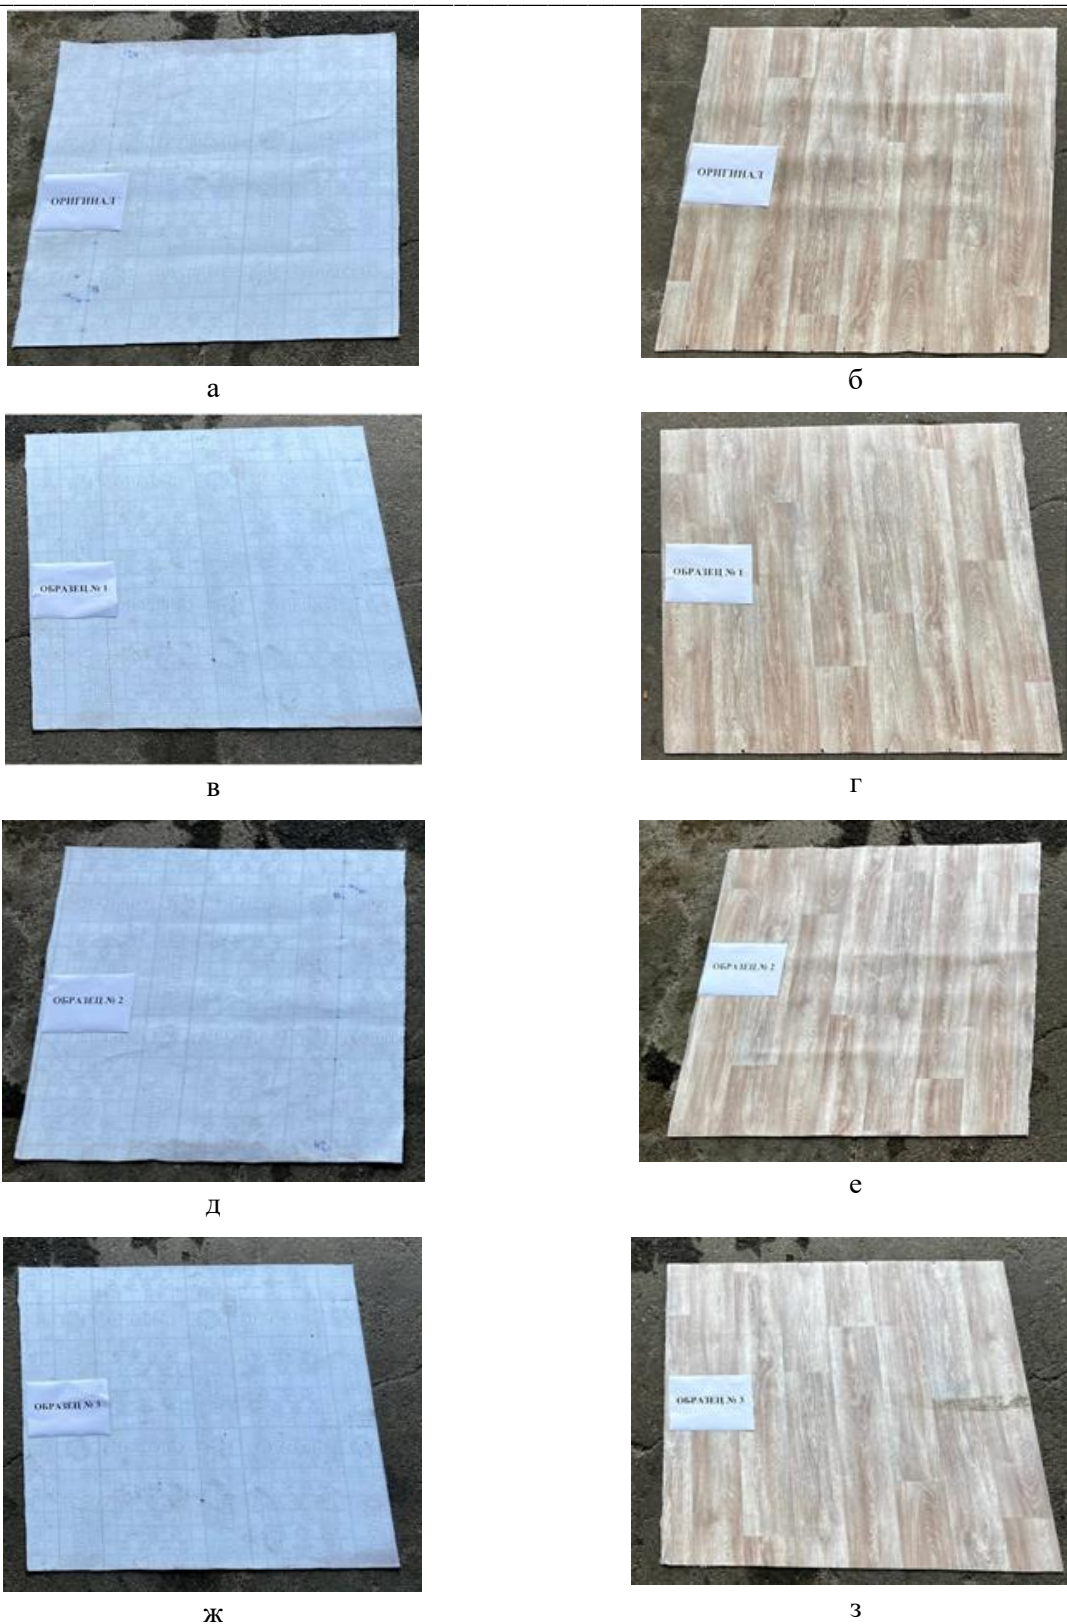 ОРИГИНАЛ
ОРИГИНАЛ
а
б
ОБРАЗЕЦ № 1
ОБРАЗЕЦ № 1
в
г
ОБРАЗЕЦ № 2
ОБРАЗЕЦ № 2
д
е
ОБРАЗЕЦ № 3
ОБРАЗЕЦ № 3
ж
з